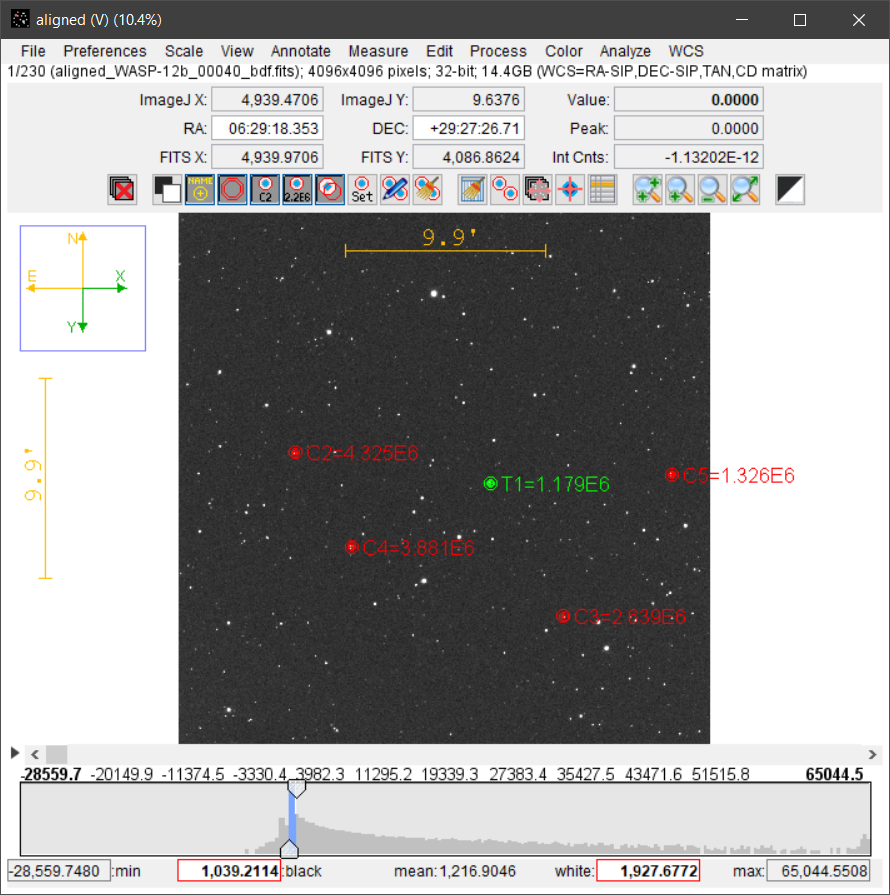 aligned (V) (10.4%)
File Preferences Scale View Annotate Measure Edit Process Color Analyze WCS
1/230 (aligned_WASP-12b_00040_bdf.fits); 4096x4096 pixels; 32-bit; 14.4GB (WCS=RA-SIP,DEC-SIP,TAN,CD matrix)
ImageJ X: 4,939.4706 ImageJ Y: 9.6376 Value: 0.0000
RA: 06:29:18.353 DEC: +29:27:26.71 Peak: 0.0000
FITS X: 4,939.9706 FITS Y: 4,086.8624 Int Cnts: -1.13202E-12
NAME C2 2.2E6 Set
9.9'
N
E X
Y
C2=4.325E6
9.9'
C5=1.326E6
T1=1.179E6
C4=3.881E6
C3=2.639E6
-28559.7 -20149.9 -11374.5 -3330.4 3982.3 11295.2 19339.3 27383.4 35427.5 43471.6 51515.8 65044.5
-28,559.7480 :min 1,039.2114 :black mean: 1,216.9046 white: 1,927.6772 max: 65,044.5508